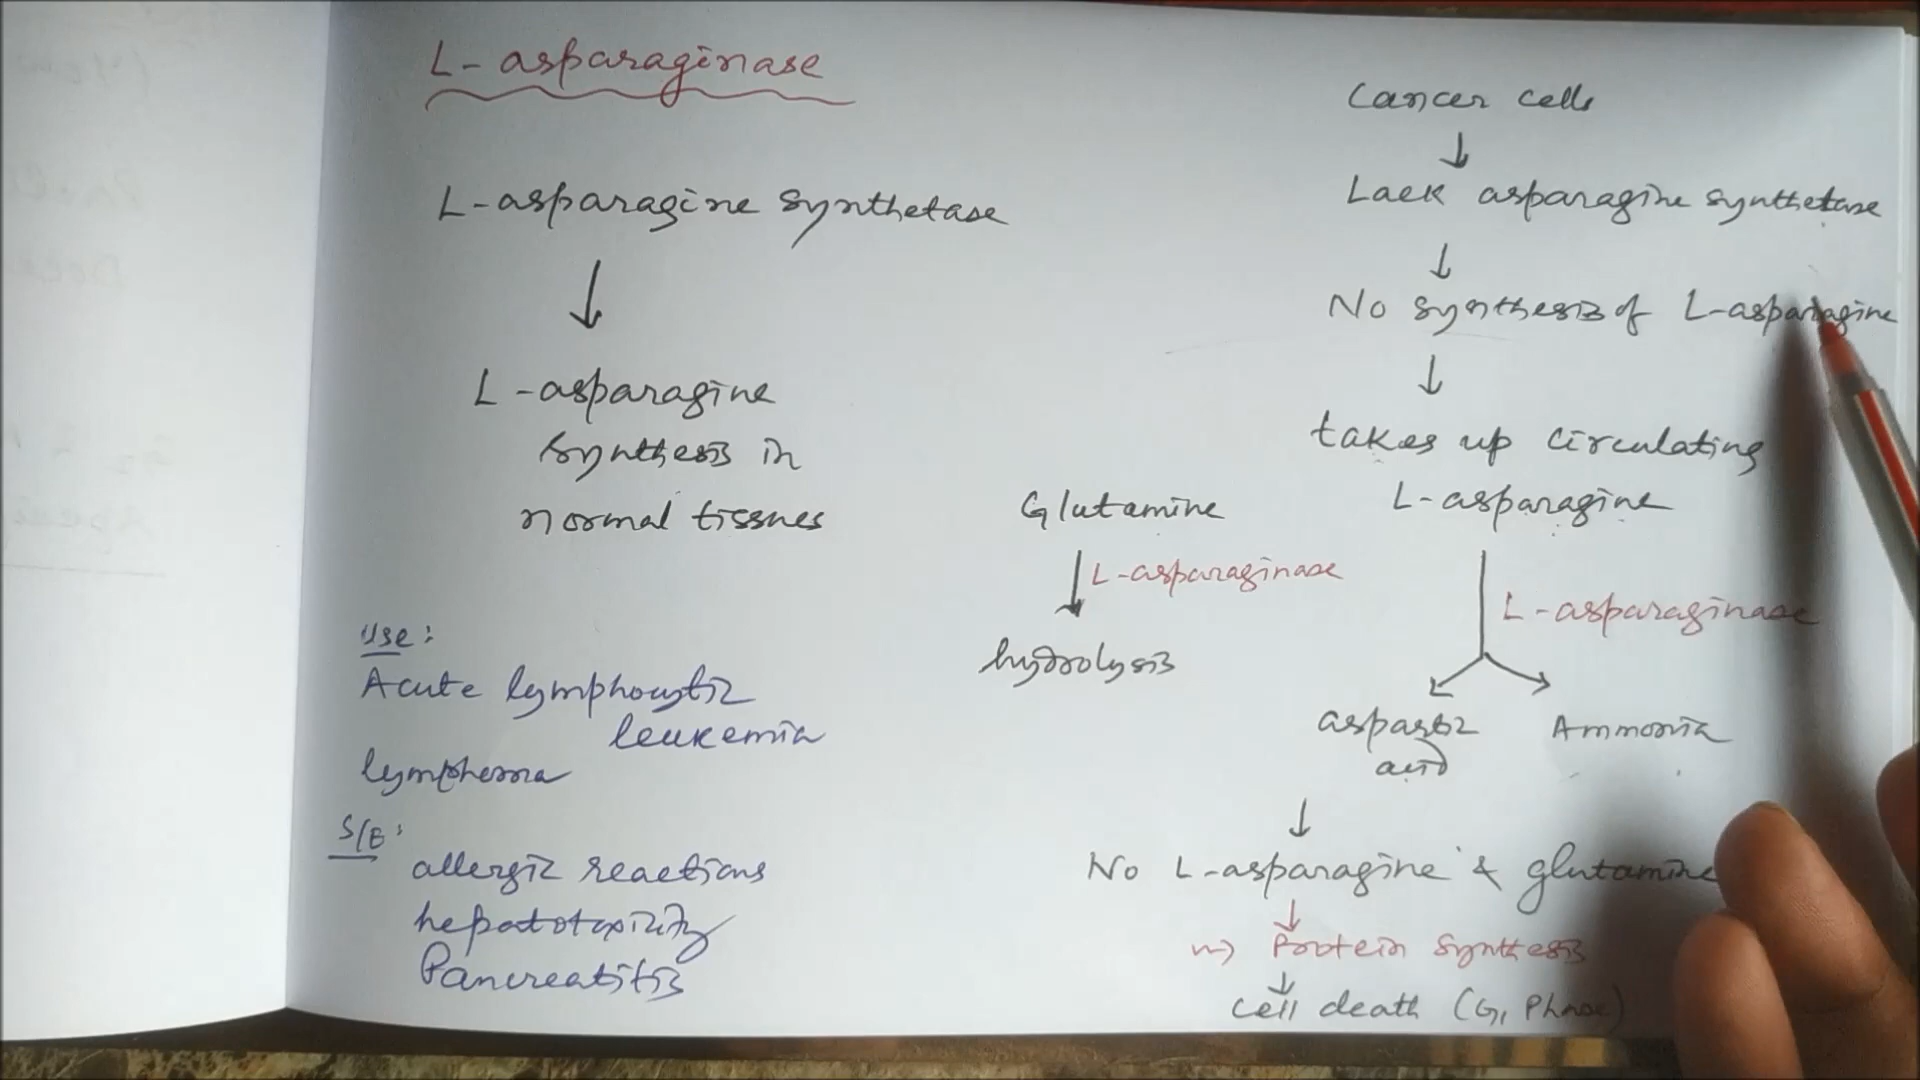 L-asparaginase
L-asparagine synthetase
L-asparagine
synthesis in
normal tissues
Use:
Acute lymphocytic
leukemia
lymphoma
S/E:
allergic reactions
hepatotoxicity
Pancreatitis
Cancer cells
Lack asparagine synthetase
No synthesis of L-asparagine
takes up circulating
L-asparagine
L-asparaginase
aspartic
acid
Ammonia
Glutamine
L-asparaginase
hydrolysis
No L-asparagine & glutamine
Protein synthesis
cell death (G1 Phase)